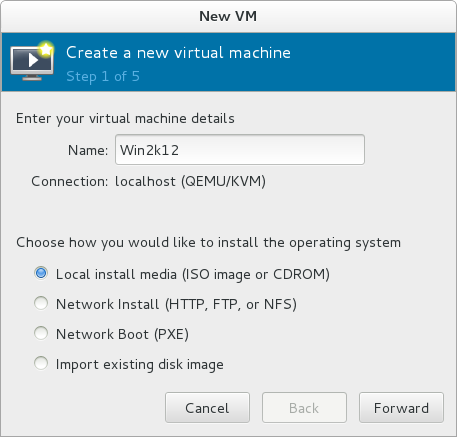 New VM
Create a new virtual machine
Step 1 of 5
Enter your virtual machine details
Name: Win2k12
Connection: localhost (QEMU/KVM)
Choose how you would like to install the operating system
Local install media (ISO image or CDROM)
Network Install (HTTP, FTP, or NFS)
Network Boot (PXE)
Import existing disk image
Cancel Back Forward